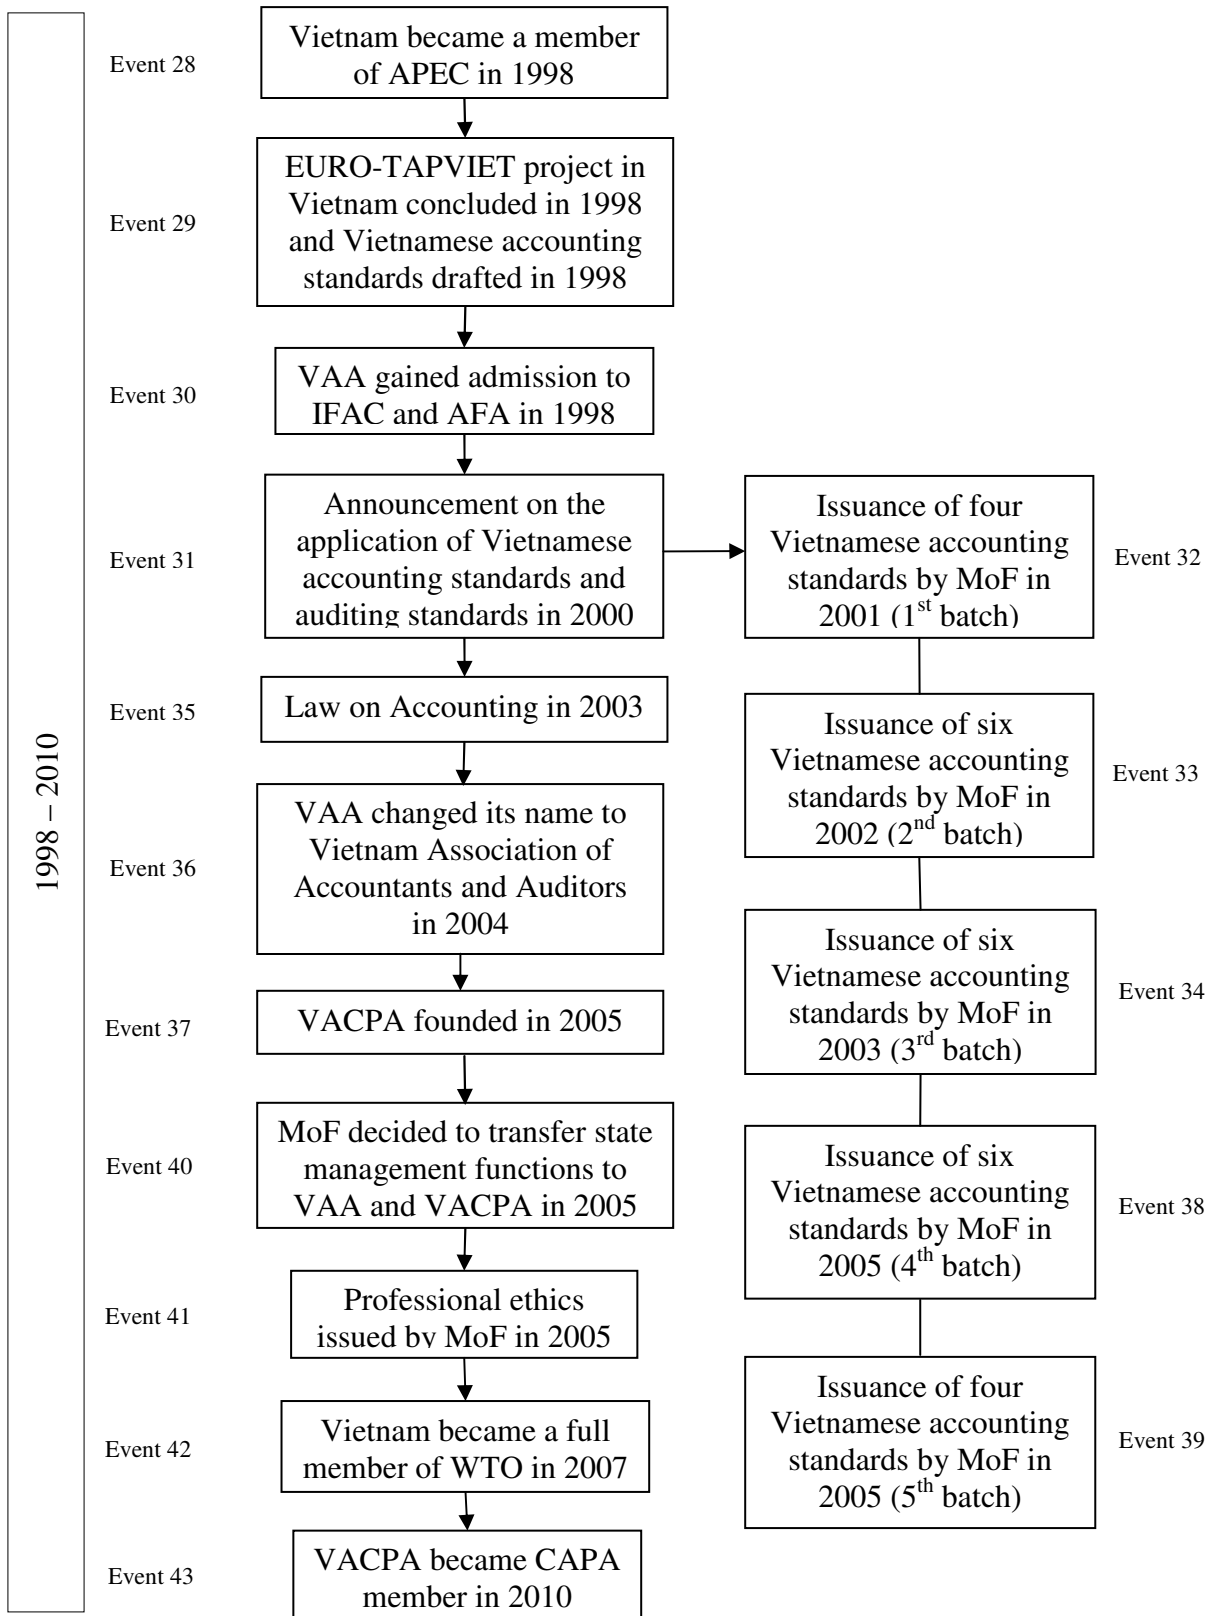 1998 – 2010
Event 28
Vietnam became a member
of APEC in 1998
Event 29
EURO-TAPVIET project in
Vietnam concluded in 1998
and Vietnamese accounting
standards drafted in 1998
Event 30
VAA gained admission to
IFAC and AFA in 1998
Event 31
Announcement on the
application of Vietnamese
accounting standards and
auditing standards in 2000
Issuance of four
Vietnamese accounting
standards by MoF in
2001 (1st batch)
Event 32
Event 35
Law on Accounting in 2003
Issuance of six
Vietnamese accounting
standards by MoF in
2002 (2nd batch)
Event 33
Event 36
VAA changed its name to
Vietnam Association of
Accountants and Auditors
in 2004
Issuance of six
Vietnamese accounting
standards by MoF in
2003 (3rd batch)
Event 34
Event 37
VACPA founded in 2005
Event 40
MoF decided to transfer state
management functions to
VAA and VACPA in 2005
Issuance of six
Vietnamese accounting
standards by MoF in
2005 (4th batch)
Event 38
Event 41
Professional ethics
issued by MoF in 2005
Event 42
Vietnam became a full
member of WTO in 2007
Issuance of four
Vietnamese accounting
standards by MoF in
2005 (5th batch)
Event 39
Event 43
VACPA became CAPA
member in 2010